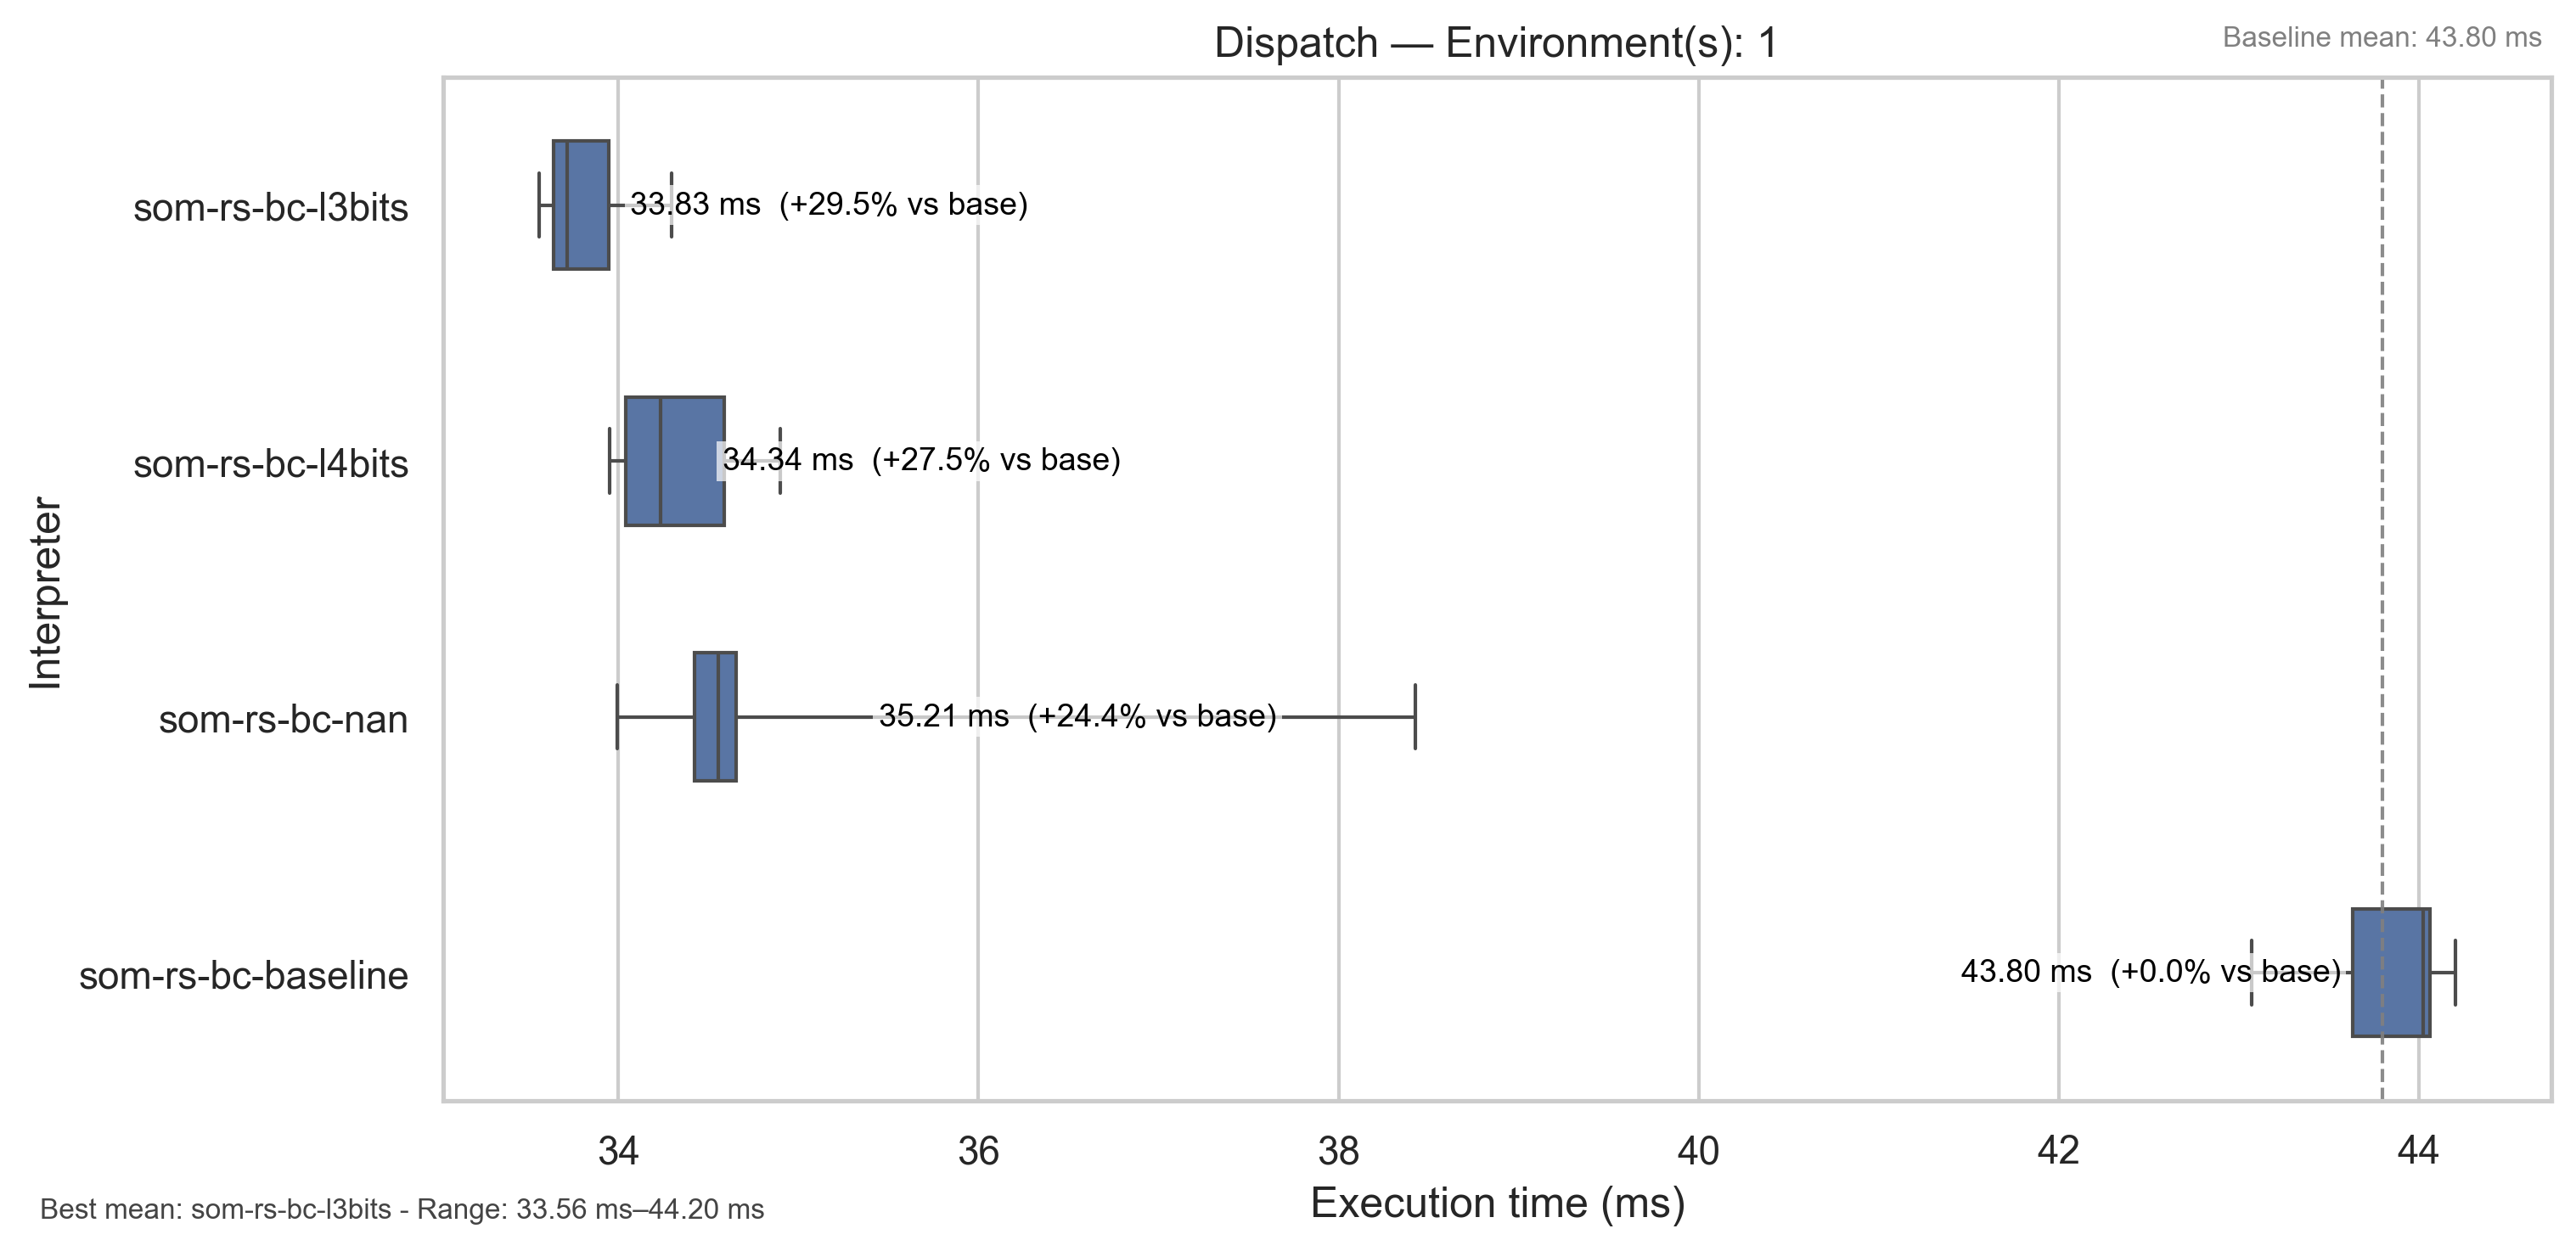 Dispatch — Environment(s): 1
Baseline mean: 43.80 ms
som-rs-bc-l3bits
33.83 ms  (+29.5% vs base)
som-rs-bc-l4bits
34.34 ms  (+27.5% vs base)
Interpreter
som-rs-bc-nan
35.21 ms  (+24.4% vs base)
som-rs-bc-baseline
43.80 ms  (+0.0% vs base)
34 36 38 40 42 44
Execution time (ms)
Best mean: som-rs-bc-l3bits - Range: 33.56 ms–44.20 ms